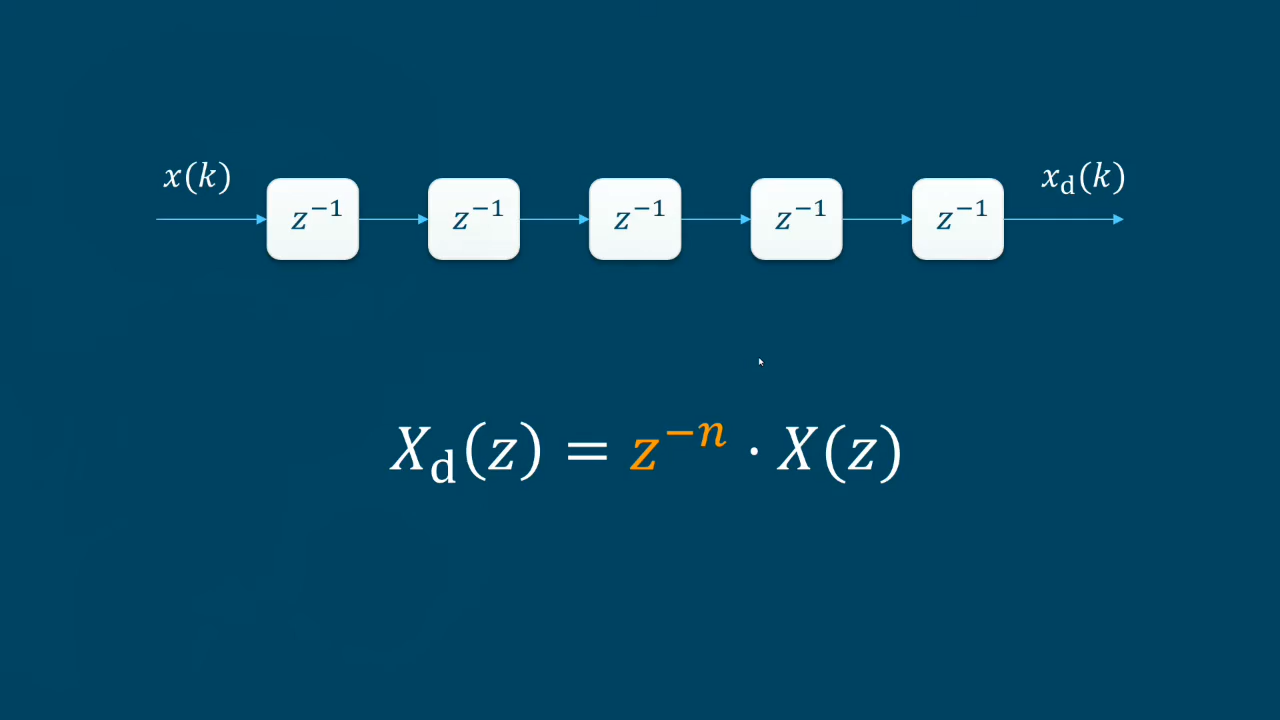 x(k) z⁻¹ z⁻¹ z⁻¹ z⁻¹ z⁻¹ x_d(k)
X_d(z) = z⁻ⁿ · X(z)